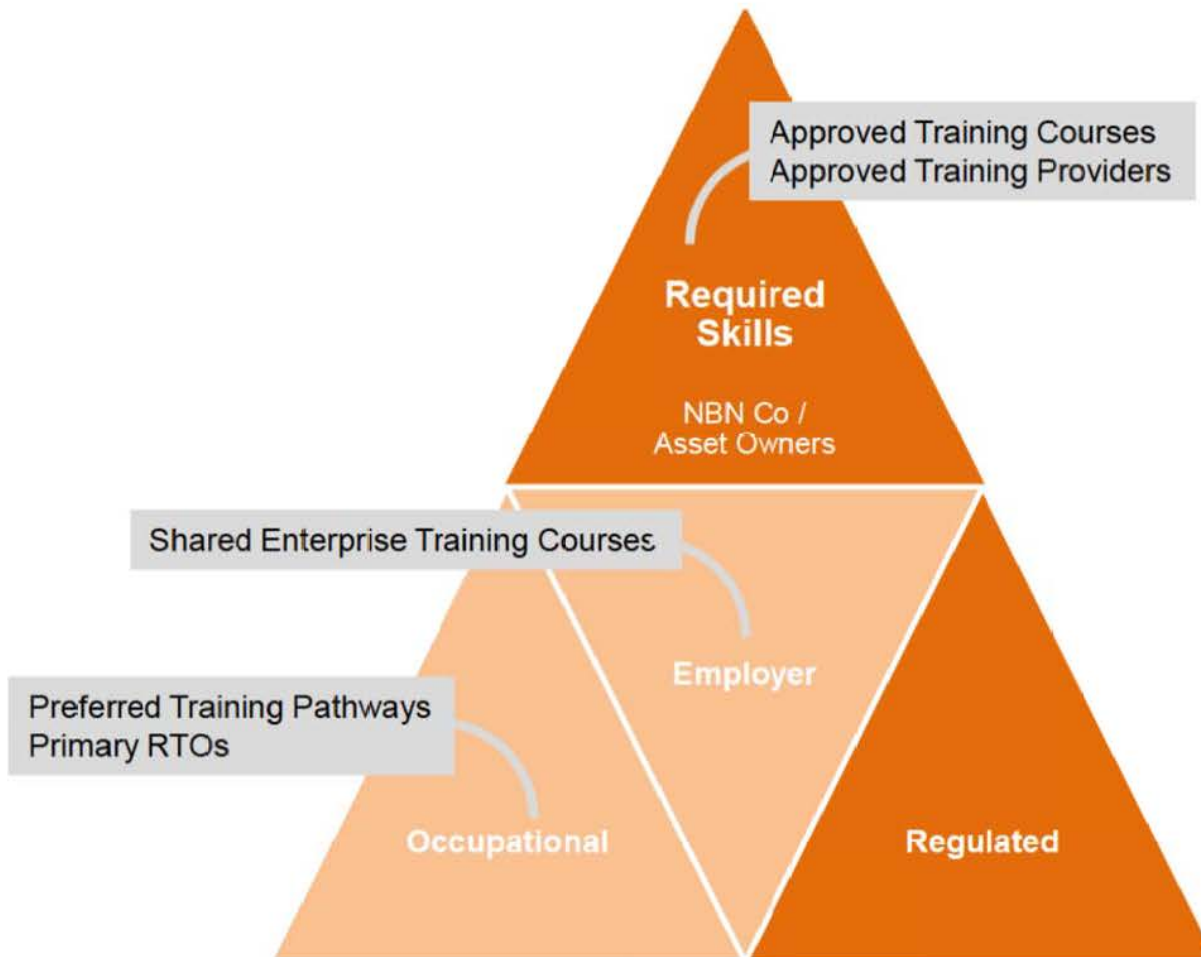 Approved Training Courses
Approved Training Providers
Required
Skills
NBN Co /
Asset Owners
Shared Enterprise Training Courses
Employer
Preferred Training Pathways
Primary RTOs
Occupational
Regulated